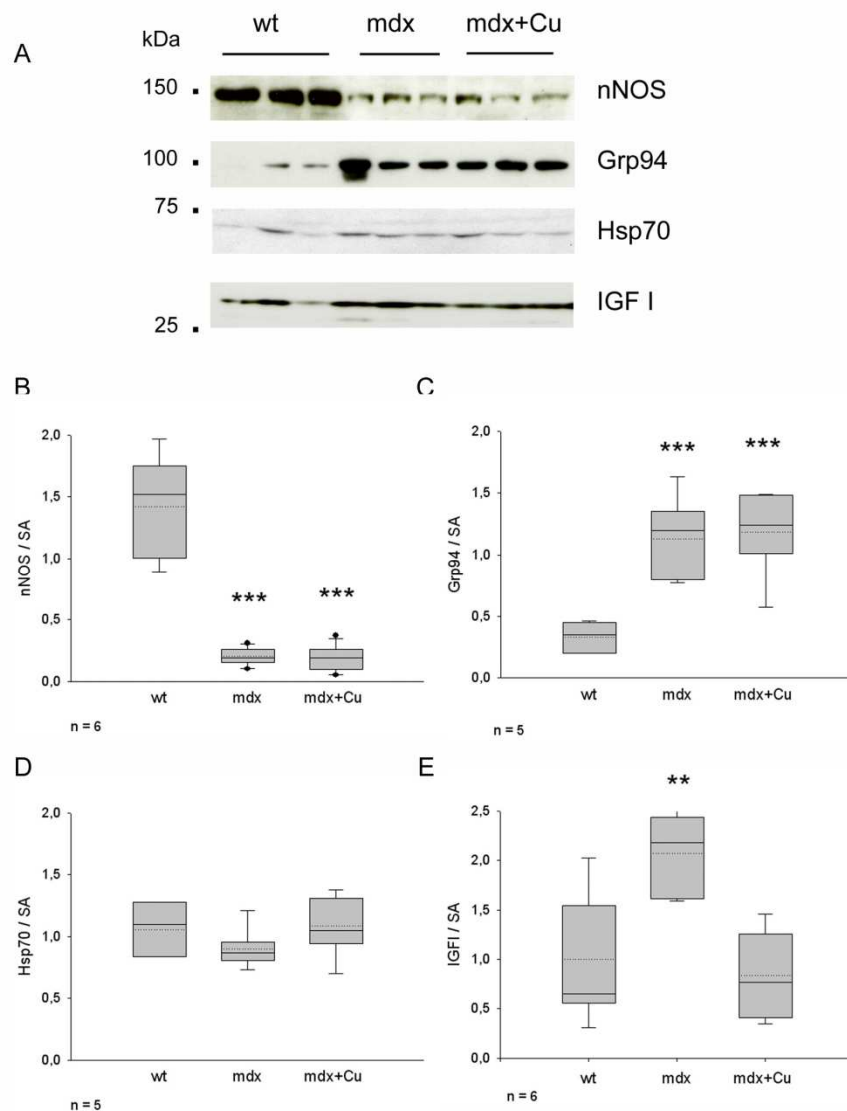 wt mdx mdx+Cu
kDa
A
150 nNOS
100 Grp94
75
Hsp70
IGF I
25
B C
2,0
1,5
1,0
0,5
0,0
nNOS / SA
*** ***
wt mdx mdx+Cu
n = 6
2,0
1,5
1,0
0,5
0,0
Grp94 / SA
*** ***
wt mdx mdx+Cu
n = 5
D E
2,0
1,5
1,0
0,5
0,0
Hsp70 / SA
wt mdx mdx+Cu
n = 5
**
2,5
2,0
1,5
1,0
0,5
0,0
IGFI / SA
wt mdx mdx+Cu
n = 6